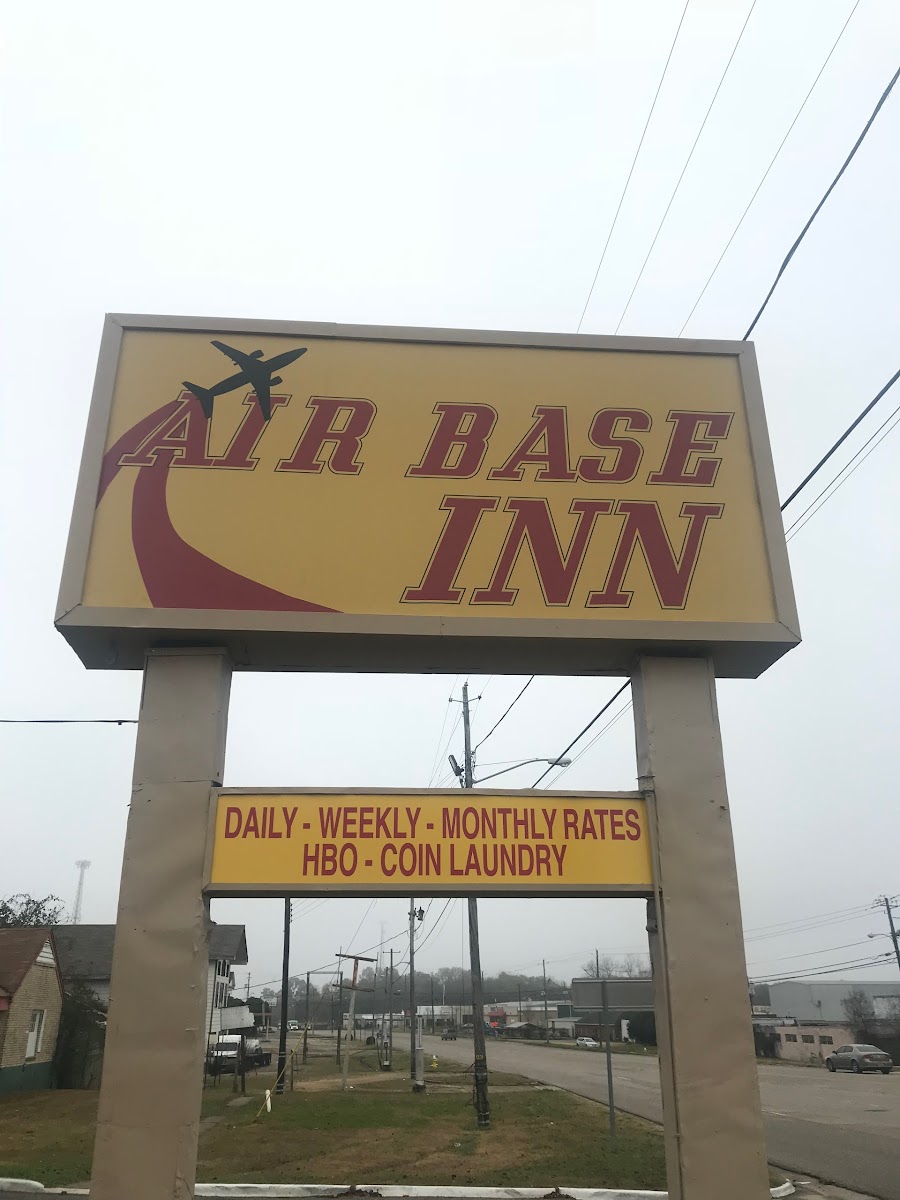 AIR BASE
INN
DAILY - WEEKLY - MONTHLY RATES
HBO - COIN LAUNDRY